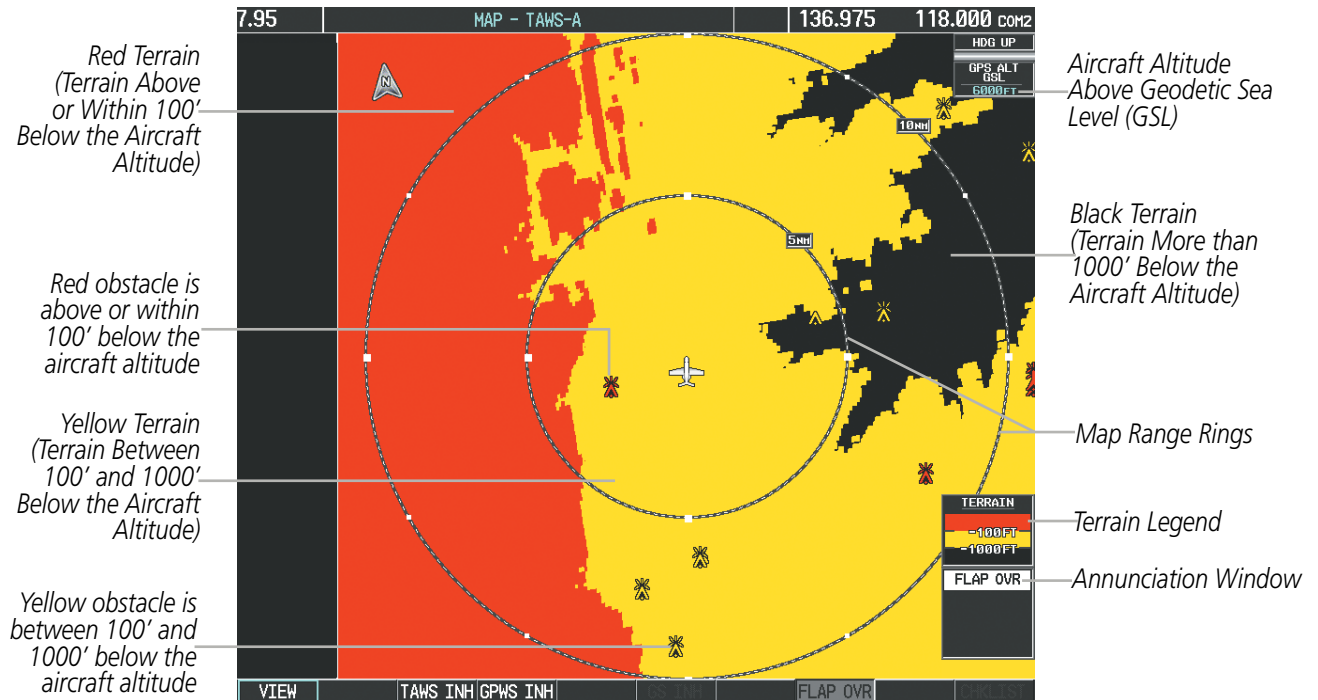 7.95
MAP - TAWS-A
136.975
118.000 COM2
Red Terrain
(Terrain Above
or Within 100'
Below the Aircraft
Altitude)
Red obstacle is
above or within
100' below the
aircraft altitude
Yellow Terrain
(Terrain Between
100' and 1000'
Below the Aircraft
Altitude)
Yellow obstacle is
between 100' and
1000' below the
aircraft altitude
N
10NM
5NM
HDG UP
GPS ALT
GSL
6000FT
Aircraft Altitude
Above Geodetic Sea
Level (GSL)
Black Terrain
(Terrain More than
1000' Below the
Aircraft Altitude)
Map Range Rings
TERRAIN
-100FT
-1000FT
Terrain Legend
FLAP OVR
Annunciation Window
VIEW
TAWS INH
GPWS INH
GS INH
FLAP OVR
CHKLIST